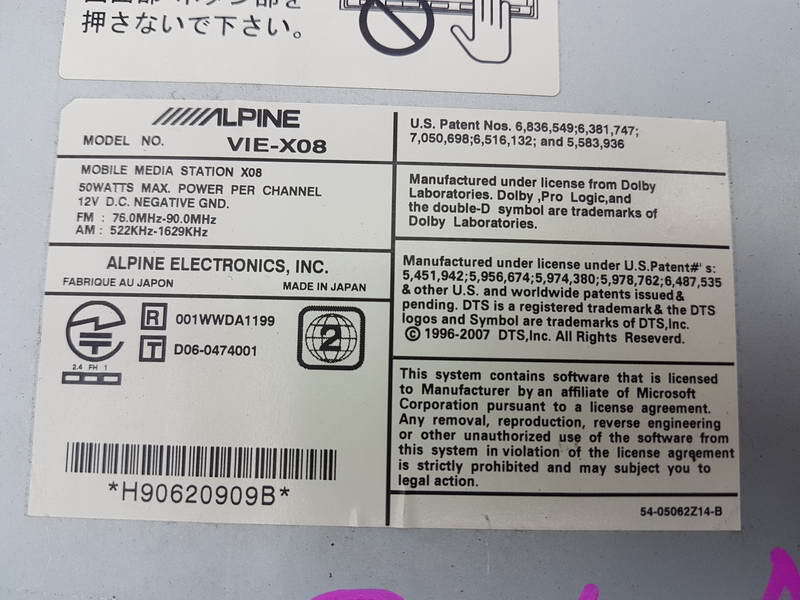 押さないで下さい。
ALPINE
MODEL NO. VIE-X08
MOBILE MEDIA STATION X08
50WATTS MAX. POWER PER CHANNEL
12V D.C. NEGATIVE GND.
FM : 76.0MHz-90.0MHz
AM : 522KHz-1629KHz
ALPINE ELECTRONICS, INC.
FABRIQUE AU JAPON MADE IN JAPAN
R 001WWDA1199
T D06-0474001
2.4 FH 1
2
*H90620909B*
U.S. Patent Nos. 6,836,549;6,381,747;
7,050,698;6,516,132; and 5,583,936
Manufactured under license from Dolby
Laboratories. Dolby ,Pro Logic,and
the double-D symbol are trademarks of
Dolby Laboratories.
Manufactured under license under U.S.Patent#' s:
5,451,942;5,956,674;5,974,380;5,978,762;6,487,535
& other U.S. and worldwide patents issued &
pending. DTS is a registered trademark & the DTS
logos and Symbol are trademarks of DTS,Inc.
© 1996-2007 DTS,Inc. All Rights Reseverd.
This system contains software that is licensed
to Manufacturer by an affiliate of Microsoft
Corporation pursuant to a license agreement.
Any removal, reproduction, reverse engineering
or other unauthorized use of the software from
this system in violation of the license agreement
is strictly prohibited and may subject you to
legal action.
54-05062Z14-B